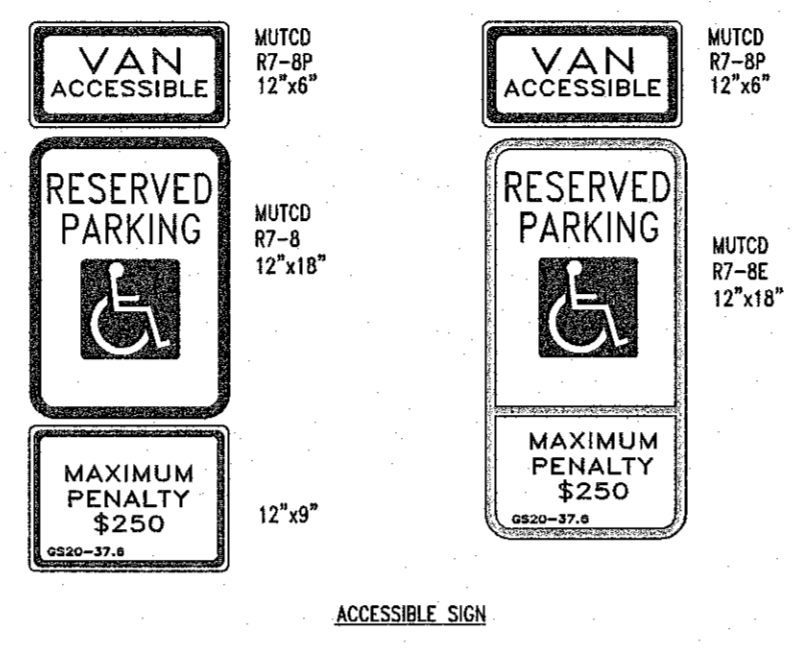 VAN
ACCESSIBLE
MUTCD
R7-8P
12"x6"
RESERVED
PARKING
MUTCD
R7-8
12"x18"
MAXIMUM
PENALTY
$250
GS20-37.6
12"x9"
VAN
ACCESSIBLE
MUTCD
R7-8P
12"x6"
RESERVED
PARKING
MUTCD
R7-8E
12"x18"
MAXIMUM
PENALTY
$250
GS20-37.6
ACCESSIBLE SIGN